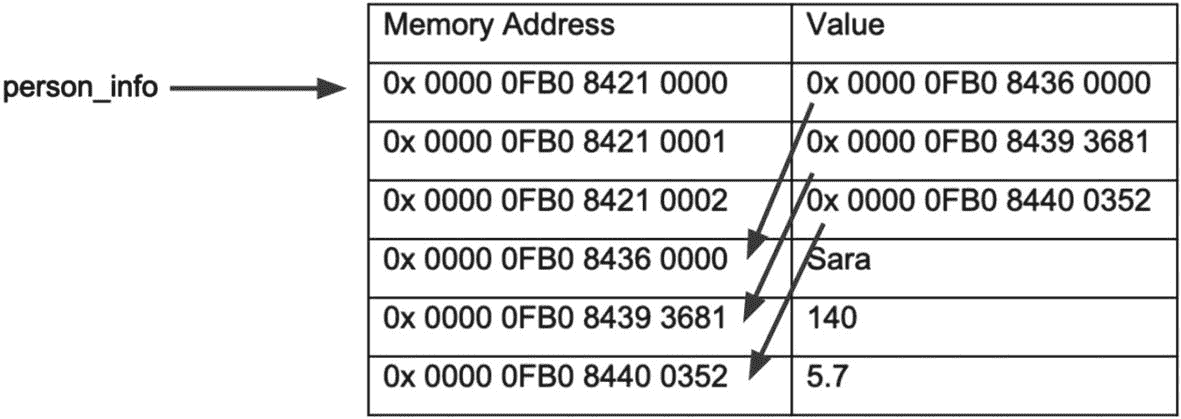 Memory Address Value
person_info 0x 0000 0FB0 8421 0000 0x 0000 0FB0 8436 0000
0x 0000 0FB0 8421 0001 0x 0000 0FB0 8439 3681
0x 0000 0FB0 8421 0002 0x 0000 0FB0 8440 0352
0x 0000 0FB0 8436 0000 Sara
0x 0000 0FB0 8439 3681 140
0x 0000 0FB0 8440 0352 5.7